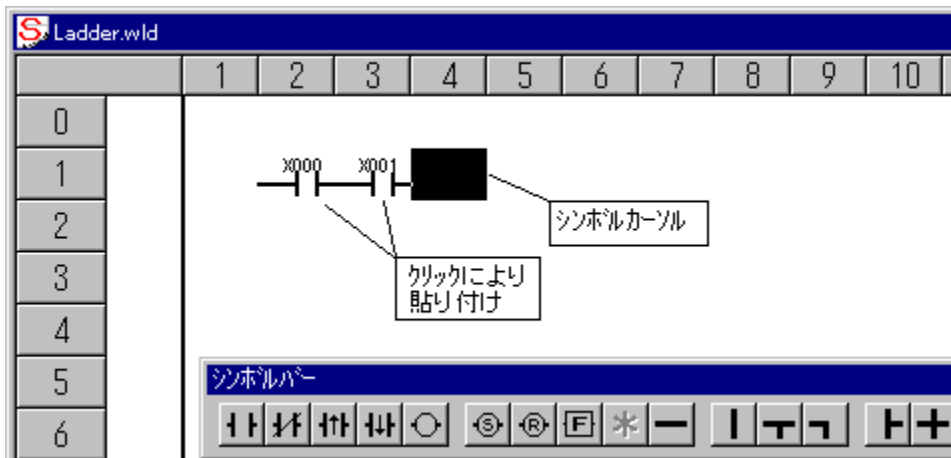 Ladder.wld
1 2 3 4 5 6 7 8 9 10
0
1
X000 X001
シンボルカーソル
2
クリックにより
貼り付け
3
4
5
シンボルバー
6
S R F